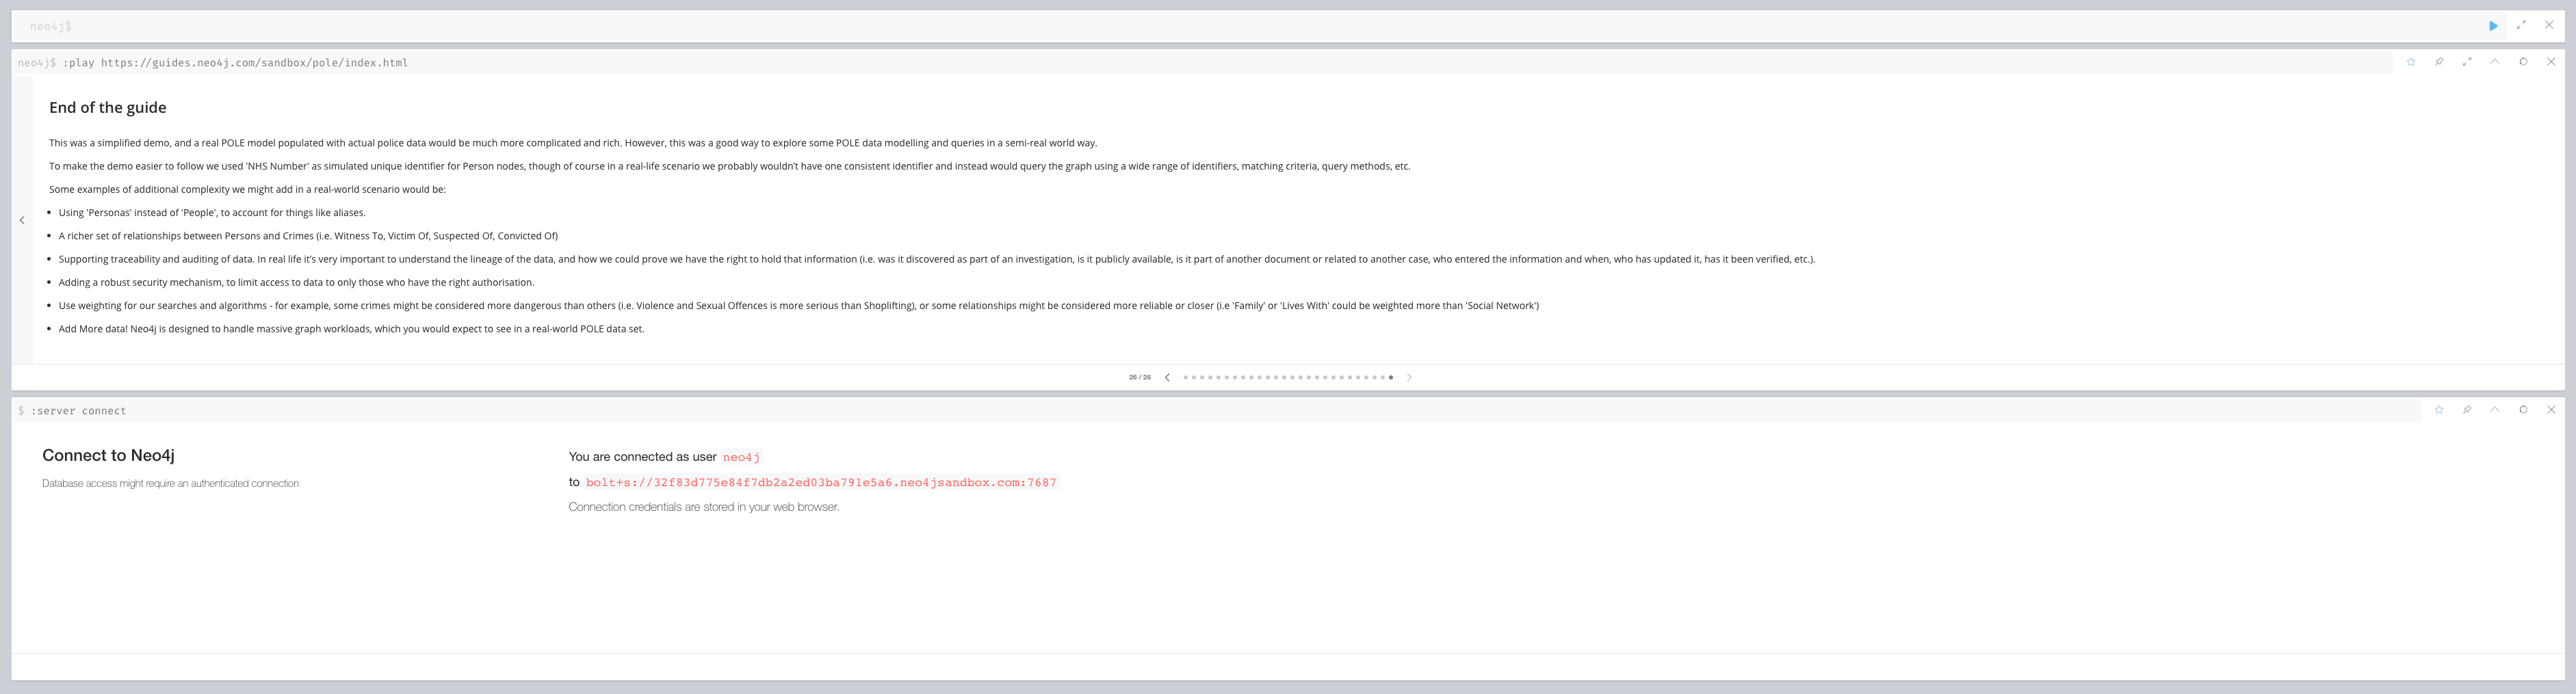 neo4j$
neo4j$ :play https://guides.neo4j.com/sandbox/pole/index.html
End of the guide
This was a simplified demo, and a real POLE model populated with actual police data would be much more complicated and rich. However, this was a good way to explore some POLE data modelling and queries in a semi-real world way.
To make the demo easier to follow we used 'NHS Number' as simulated unique identifier for Person nodes, though of course in a real-life scenario we probably wouldn’t have one consistent identifier and instead would query the graph using a wide range of identifiers, matching criteria, query methods, etc.
Some examples of additional complexity we might add in a real-world scenario would be:
• Using 'Personas' instead of 'People', to account for things like aliases.
• A richer set of relationships between Persons and Crimes (i.e. Witness To, Victim Of, Suspected Of, Convicted Of)
• Supporting traceability and auditing of data. In real life it’s very important to understand the lineage of the data, and how we could prove we have the right to hold that information (i.e. was it discovered as part of an investigation, is it publicly available, is it part of another document or related to another case, who entered the information and when, who has updated it, has it been verified, etc.).
• Adding a robust security mechanism, to limit access to data to only those who have the right authorisation.
• Use weighting for our searches and algorithms - for example, some crimes might be considered more dangerous than others (i.e. Violence and Sexual Offences is more serious than Shoplifting), or some relationships might be considered more reliable or closer (i.e 'Family' or 'Lives With' could be weighted more than 'Social Network')
• Add More data! Neo4j is designed to handle massive graph workloads, which you would expect to see in a real-world POLE data set.
26 / 26
$ :server connect
Connect to Neo4j
Database access might require an authenticated connection
You are connected as user neo4j
to bolt+s://32f83d775e84f7db2a2ed03ba791e5a6.neo4jsandbox.com:7687
Connection credentials are stored in your web browser.